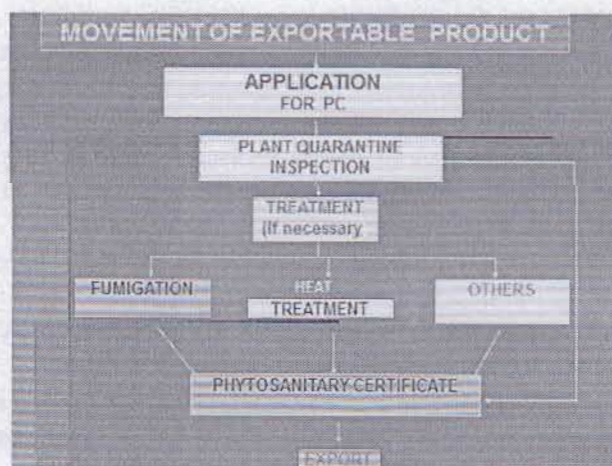 MOVEMENT OF EXPORTABLE PRODUCT
APPLICATION
FOR PC
PLANT QUARANTINE
INSPECTION
TREATMENT
(If necessary
FUMIGATION
HEAT
TREATMENT
OTHERS
PHYTOSANITARY CERTIFICATE
EXPORT